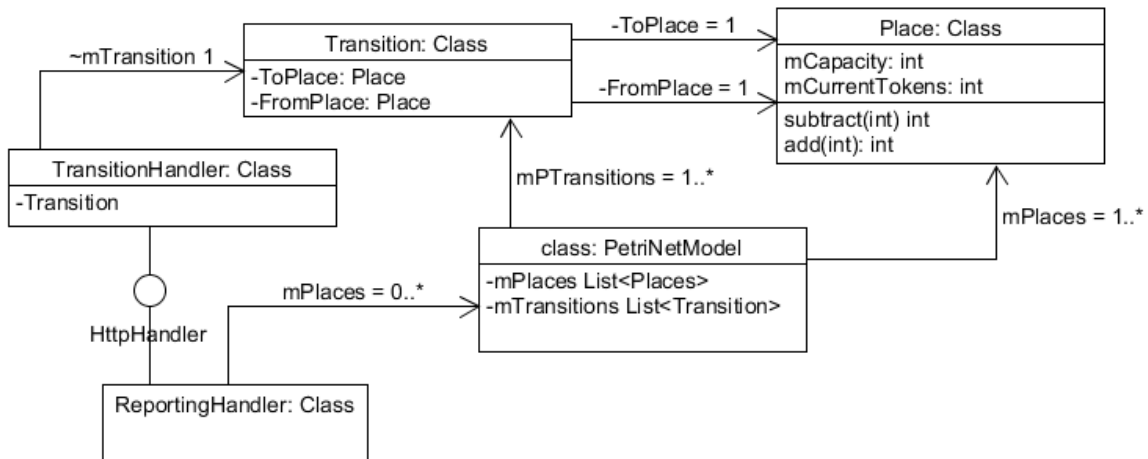 Transition: Class
-ToPlace: Place
-FromPlace: Place
-ToPlace = 1
-FromPlace = 1
Place: Class
mCapacity: int
mCurrentTokens: int
subtract(int) int
add(int): int
~mTransition 1
TransitionHandler: Class
-Transition
mPTransitions = 1..*
mPlaces = 1..*
class: PetriNetModel
-mPlaces List<Places>
-mTransitions List<Transition>
mPlaces = 0..*
HttpHandler
ReportingHandler: Class